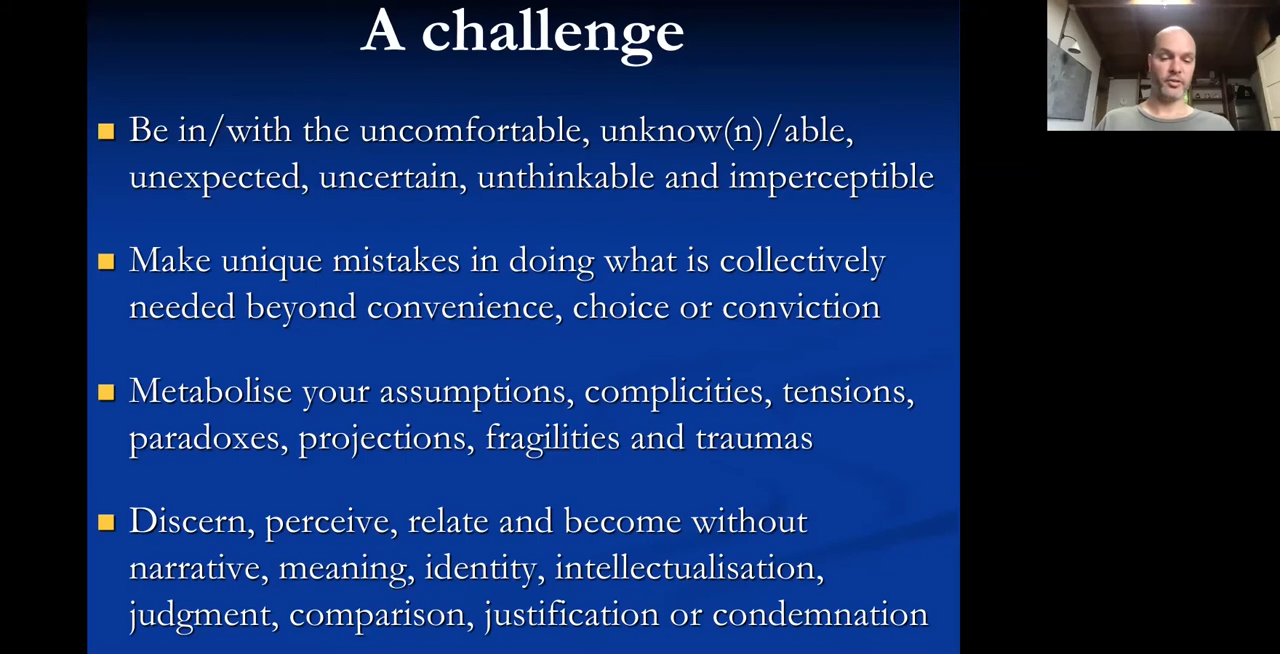 A challenge
Be in/with the uncomfortable, unknow(n)/able,
unexpected, uncertain, unthinkable and imperceptible
Make unique mistakes in doing what is collectively
needed beyond convenience, choice or conviction
Metabolise your assumptions, complicities, tensions,
paradoxes, projections, fragilities and traumas
Discern, perceive, relate and become without
narrative, meaning, identity, intellectualisation,
judgment, comparison, justification or condemnation